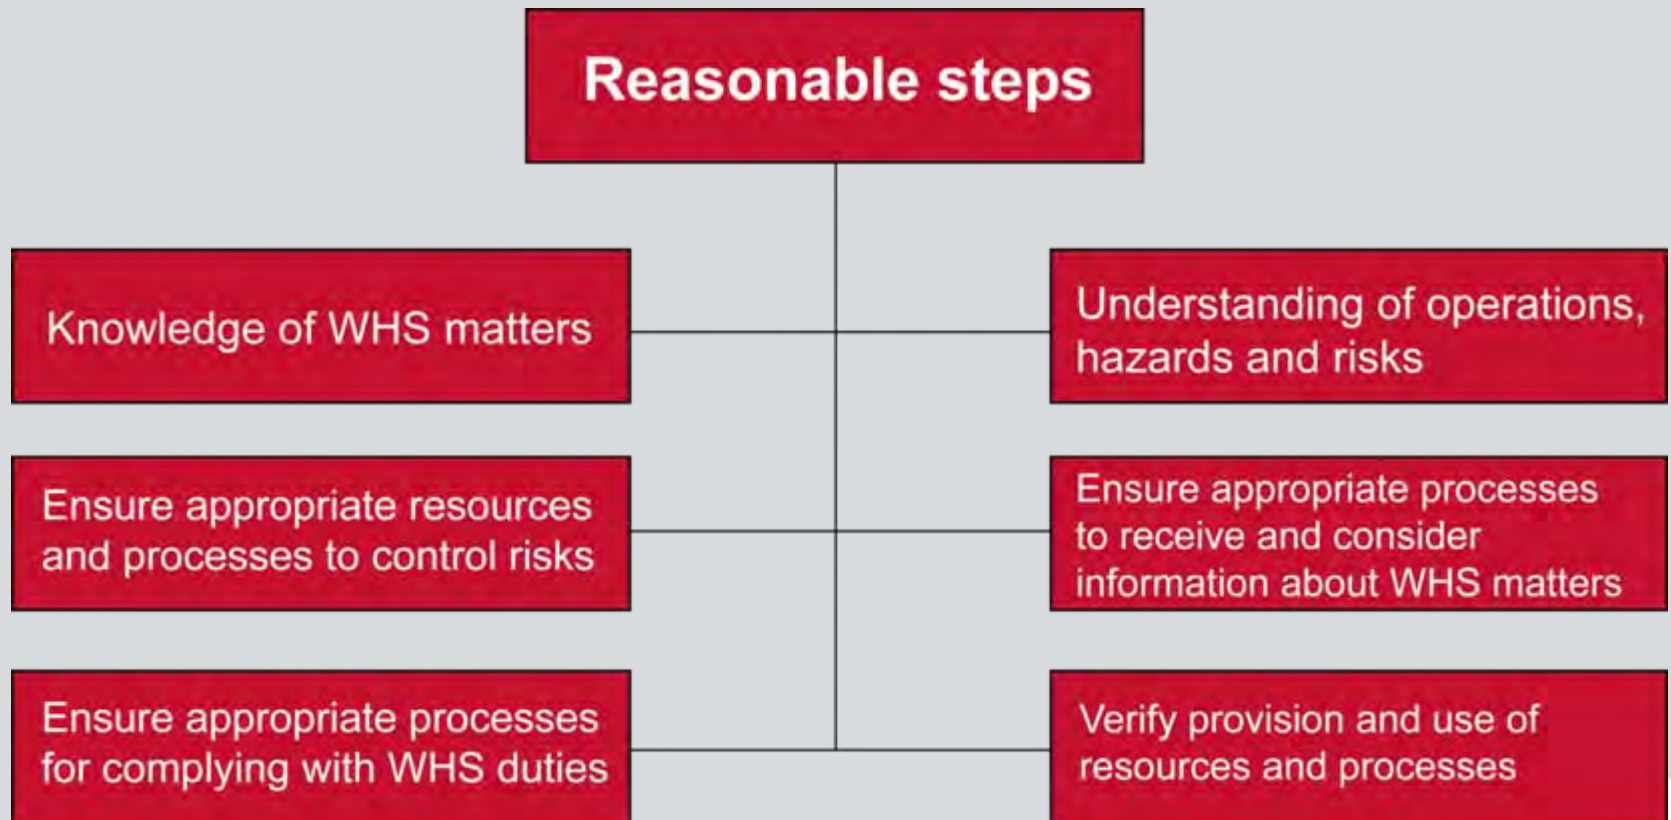 Reasonable steps
Knowledge of WHS matters
Understanding of operations,
hazards and risks
Ensure appropriate resources
and processes to control risks
Ensure appropriate processes
to receive and consider
information about WHS matters
Ensure appropriate processes
for complying with WHS duties
Verify provision and use of
resources and processes